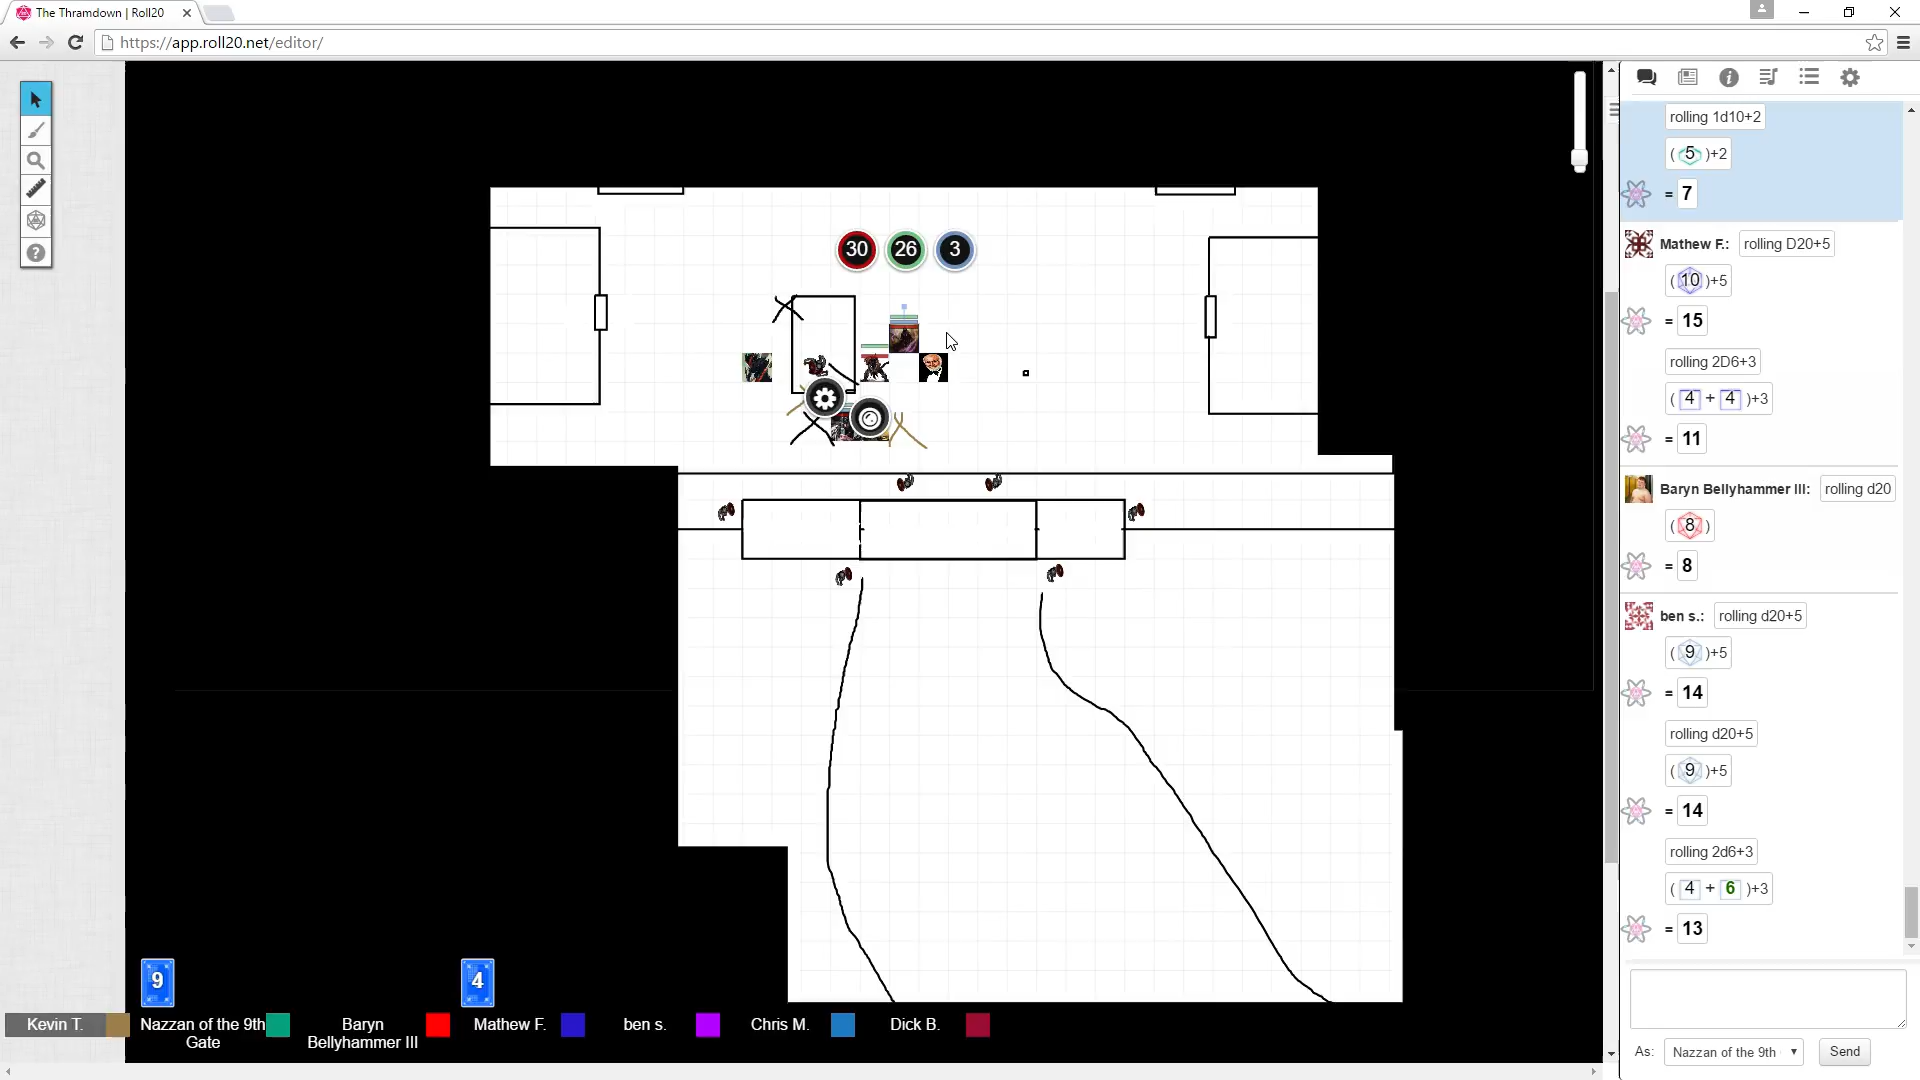 The Thramdown | Roll20
https://app.roll20.net/editor/
30 26 3
rolling 1d10+2
(5)+2
= 7
Mathew F.: rolling D20+5
(10)+5
= 15
rolling 2D6+3
(4+4)+3
= 11
Baryn Bellyhammer III: rolling d20
(8)
= 8
ben s.: rolling d20+5
(9)+5
= 14
rolling d20+5
(9)+5
= 14
rolling 2d6+3
(4+6)+3
= 13
9
4
Kevin T.
Nazzan of the 9th
Gate
Baryn
Bellyhammer III
Mathew F.
ben s.
Chris M.
Dick B.
As: Nazzan of the 9th
Send